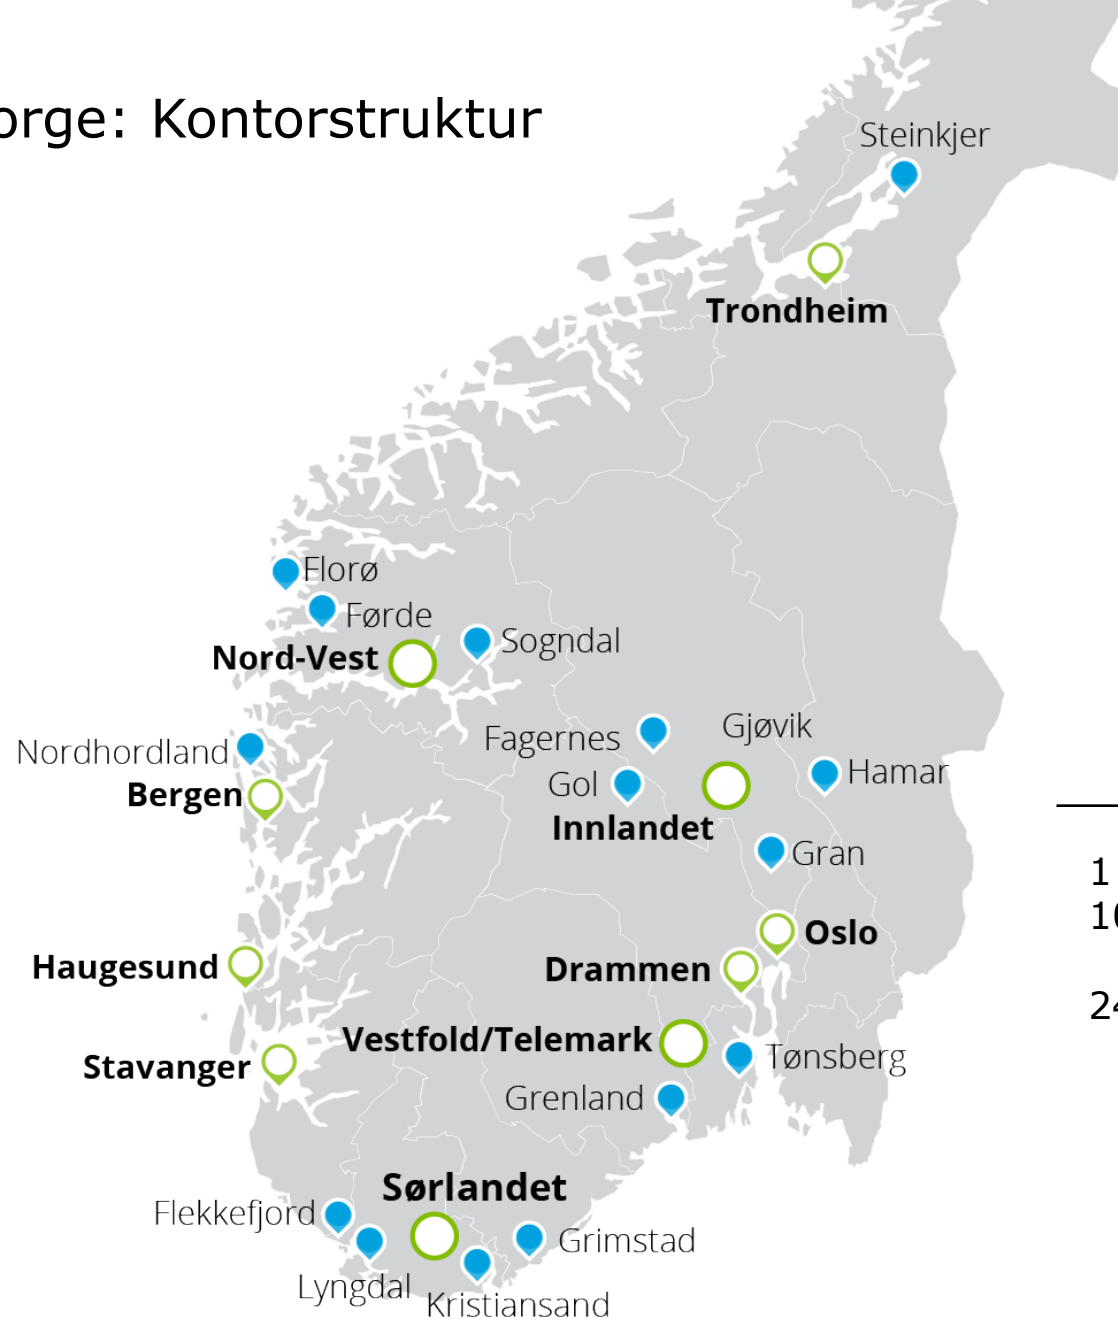 orge: Kontorstruktur
Steinkjer
Trondheim
Florø
Førde
Nord-Vest
Sogndal
Nordhordland
Bergen
Fagernes
Gjøvik
Gol
Hamar
Innlandet
Gran
Oslo
Haugesund
Drammen
Vestfold/Telemark
Stavanger
Tønsberg
Grenland
Sørlandet
Flekkefjord
Grimstad
Lyngdal
Kristiansand
1